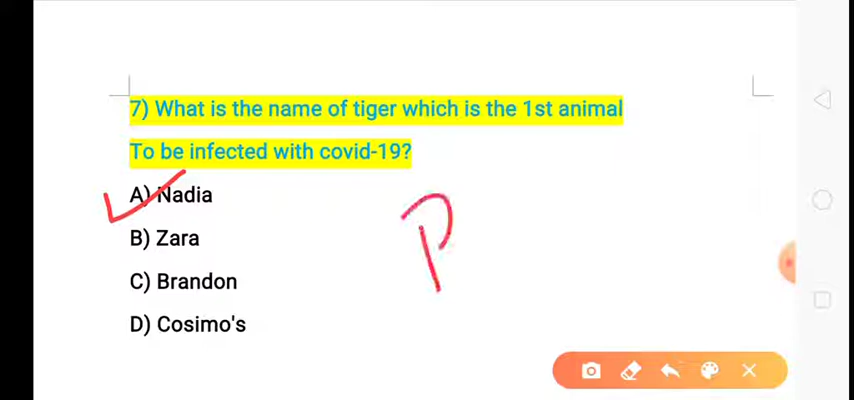 7) What is the name of tiger which is the 1st animal
To be infected with covid-19?
A) Nadia
B) Zara
P
C) Brandon
D) Cosimo's